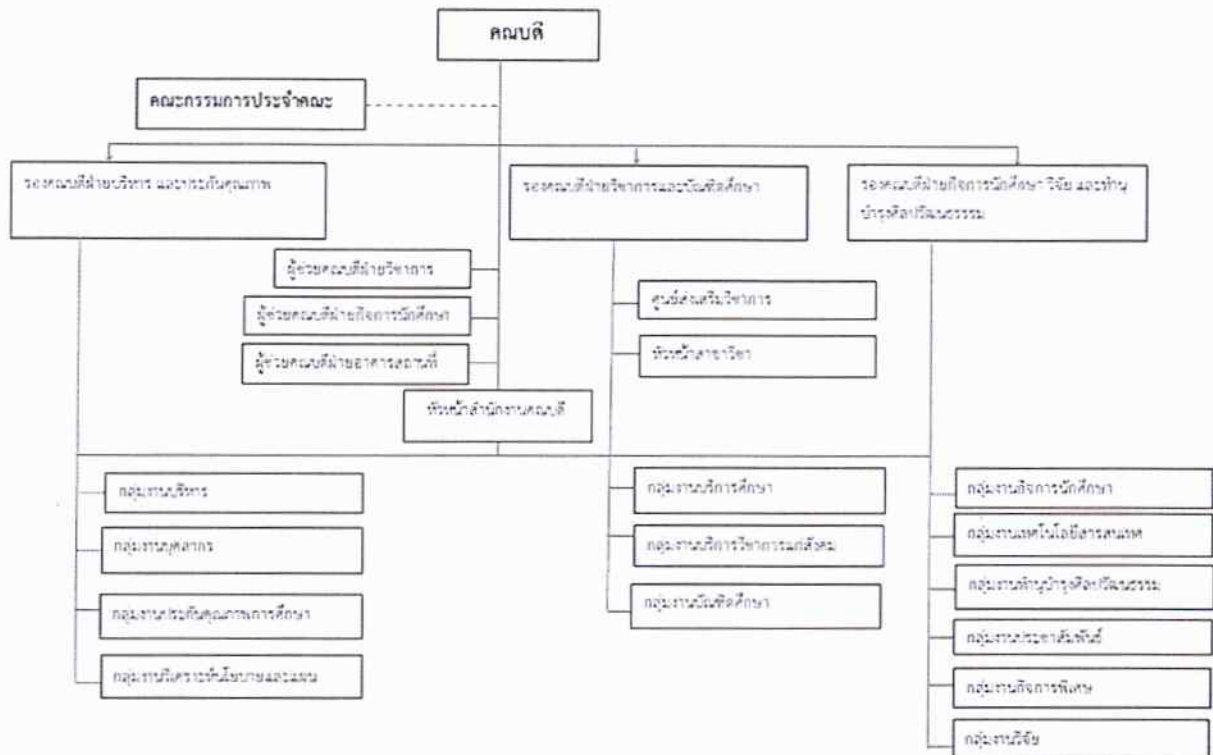 คณบดี
คณะกรรมการประจำคณะ
รองคณบดีฝ่ายบริหาร และประกันคุณภาพ
รองคณบดีฝ่ายวิชาการและบัณฑิตศึกษา
รองคณบดีฝ่ายกิจการนักศึกษา วิจัย และทำนุ
บำรุงศิลปวัฒนธรรม
ผู้ช่วยคณบดีฝ่ายวิชาการ
ผู้ช่วยคณบดีฝ่ายกิจการนักศึกษา
ผู้ช่วยคณบดีฝ่ายอาคารสถานที่
ศูนย์ส่งเสริมวิชาการ
หัวหน้าสาขาวิชา
หัวหน้าสำนักงานคณบดี
กลุ่มงานบริหาร
กลุ่มงานบุคลากร
กลุ่มงานประกันคุณภาพการศึกษา
กลุ่มงานวิเคราะห์นโยบายและแผน
กลุ่มงานบริการศึกษา
กลุ่มงานบริการวิชาการแก่สังคม
กลุ่มงานบัณฑิตศึกษา
กลุ่มงานกิจการนักศึกษา
กลุ่มงานเทคโนโลยีสารสนเทศ
กลุ่มงานทำนุบำรุงศิลปวัฒนธรรม
กลุ่มงานประชาสัมพันธ์
กลุ่มงานกิจการพิเศษ
กลุ่มงานวิจัย